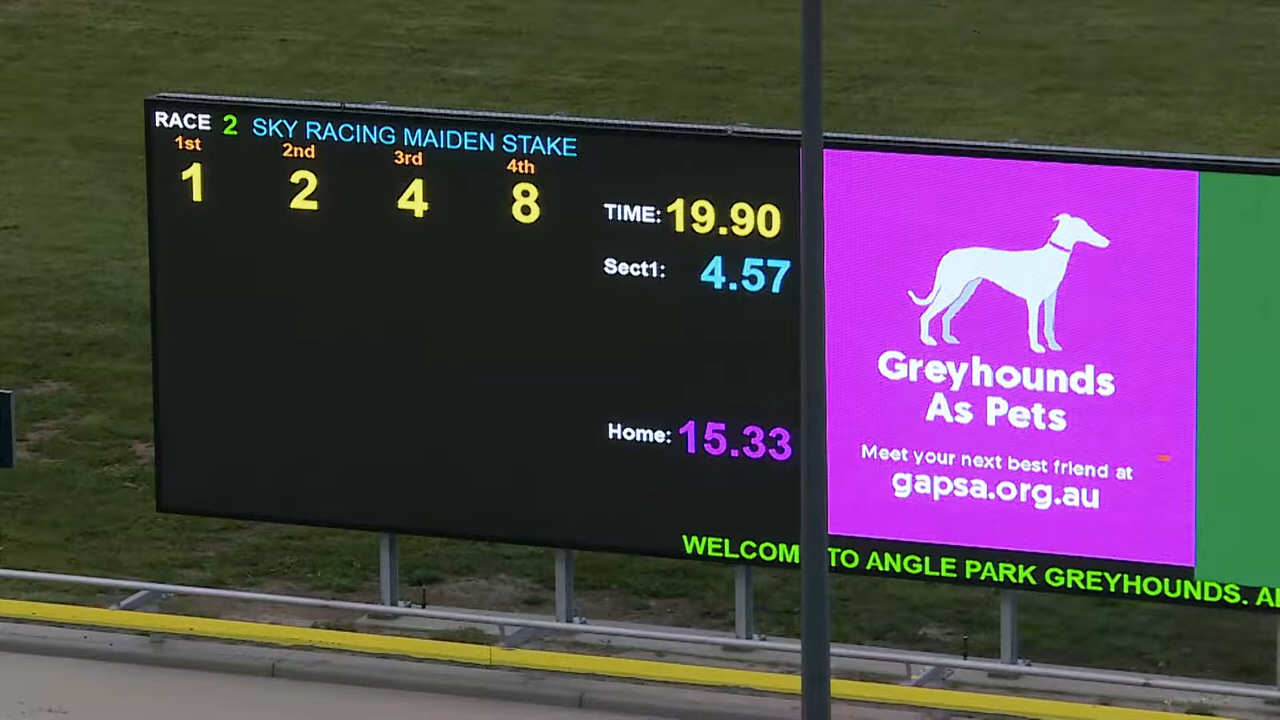 RACE 2 SKY RACING MAIDEN STAKE
1st 2nd 3rd 4th
1 2 4 8
TIME: 19.90
Sect1: 4.57
Home: 15.33
Greyhounds
As Pets
Meet your next best friend at
gapsa.org.au
WELCOM TO ANGLE PARK GREYHOUNDS.